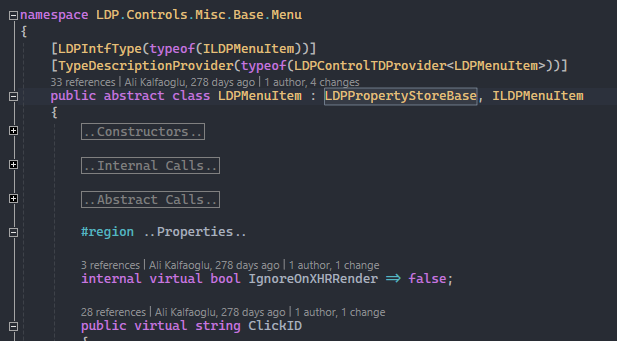 namespace LDP.Controls.Misc.Base.Menu
{
[LDPIntfType(typeof(ILDPMenuItem))]
[TypeDescriptionProvider(typeof(LDPControlTDProvider<LDPMenuItem>))]
33 references | Ali Kalfaoglu, 278 days ago | 1 author, 4 changes
public abstract class LDPMenuItem : LDPPropertyStoreBase, ILDPMenuItem
{
..Constructors..
..Internal Calls..
..Abstract Calls..
#region ..Properties..
3 references | Ali Kalfaoglu, 278 days ago | 1 author, 1 change
internal virtual bool IgnoreOnXHRRender => false;
28 references | Ali Kalfaoglu, 278 days ago | 1 author, 1 change
public virtual string ClickID
{